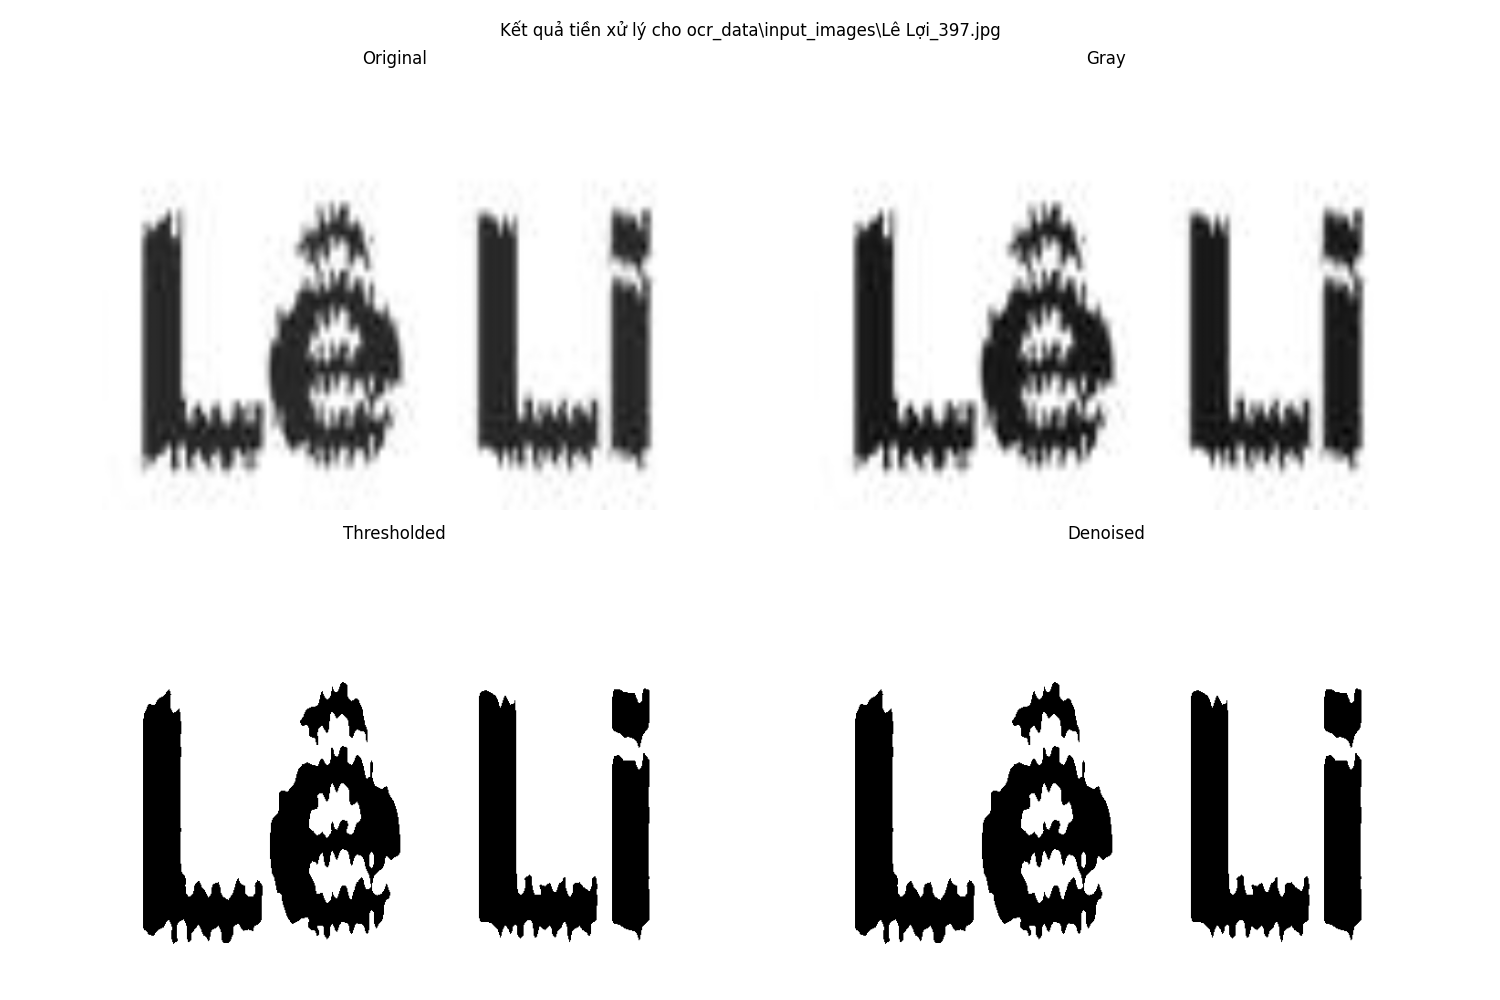 Kết quả tiền xử lý cho ocr_data\input_images\Lê Lợi_397.jpg
Original
Gray
Lê Li
Lê Li
Thresholded
Denoised
Lê Li
Lê Li